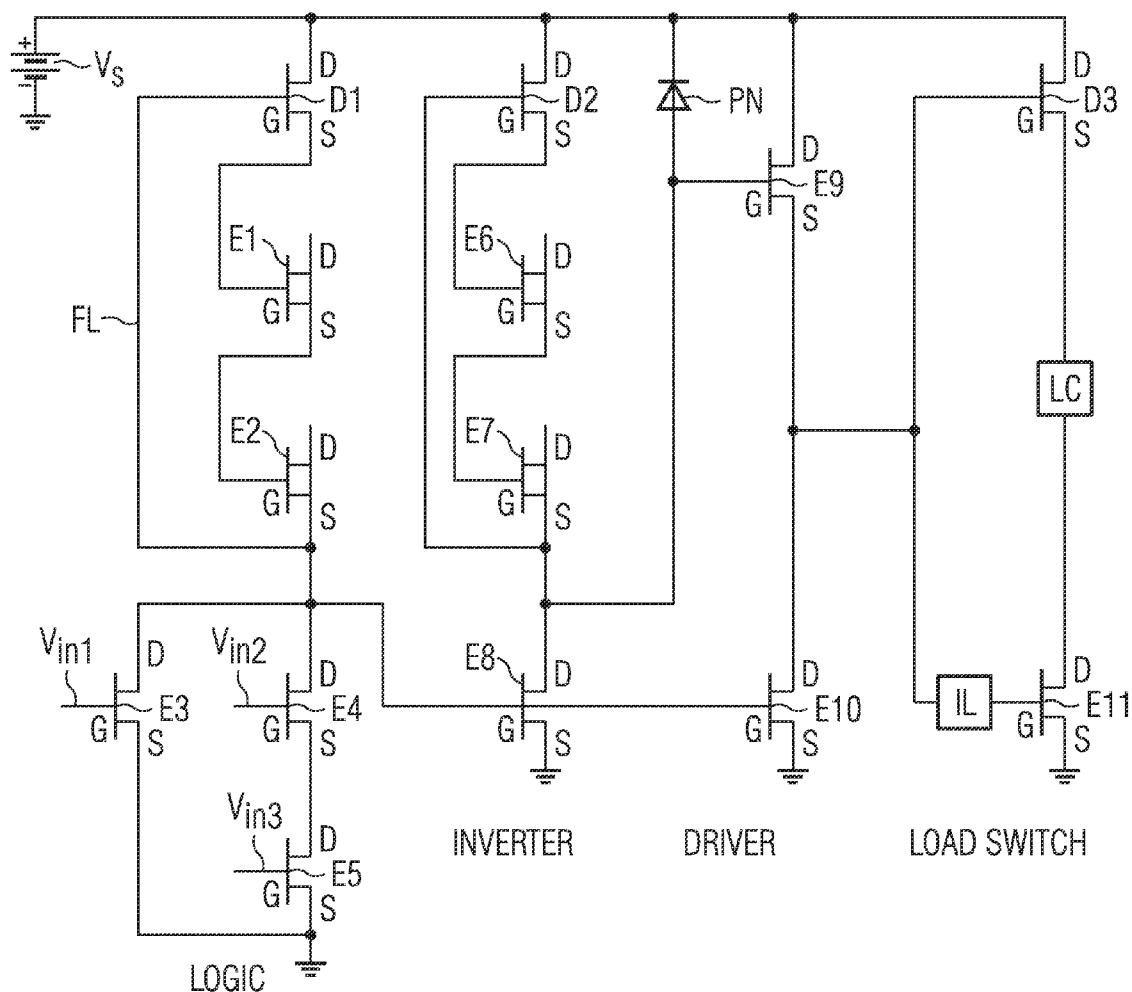 +
V_S
-
D
D1
G
S
D
D2
G
S
PN
D
E9
G
S
D
D3
G
S
E1
D
G
S
E6
D
G
S
FL
LC
E2
D
G
S
E7
D
G
S
V_in1
D
E3
G
S
V_in2
D
E4
G
S
E8
D
G
S
D
E10
G
S
IL
D
E11
G
S
V_in3
D
E5
G
S
INVERTER
DRIVER
LOAD SWITCH
LOGIC